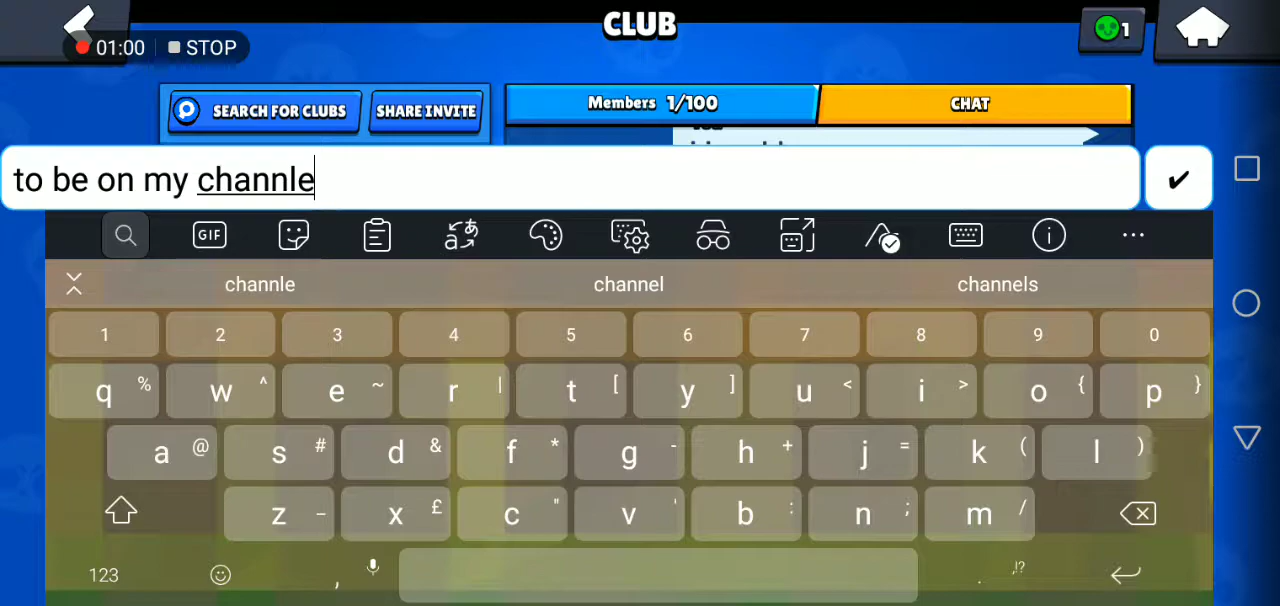 CLUB
1
01:00 STOP
SEARCH FOR CLUBS SHARE INVITE Members 1/100 CHAT
to be on my channle
GIF
channle channel channels
1 2 3 4 5 6 7 8 9 0
q % w ^ e ~ r | t [ y ] u < i > o { p }
a @ s # d & f * g - h + j = k ( l )
z _ x £ c " v ' b : n ; m /
123 , . ,!?